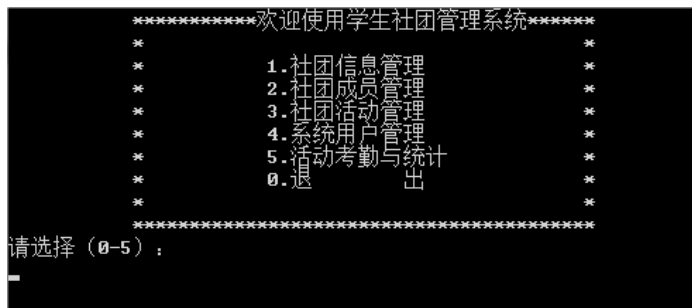 ***********欢迎使用学生社团管理系统******
* *
* 1.社团信息管理 *
* 2.社团成员管理 *
* 3.社团活动管理 *
* 4.系统用户管理 *
* 5.活动考勤与统计 *
* 0.退 出 *
* *
*****************************************
请选择（0-5）：